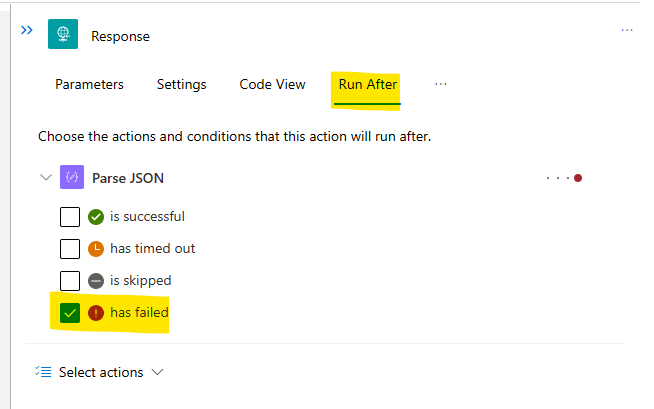 Response
Parameters Settings Code View Run After
Choose the actions and conditions that this action will run after.
Parse JSON
is successful
has timed out
is skipped
has failed
Select actions